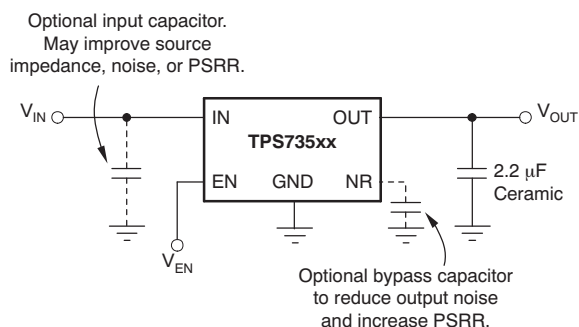 Optional input capacitor.
May improve source
impedance, noise, or PSRR.
V_IN
IN
OUT
V_OUT
TPS735xx
EN
GND
NR
2.2 μF
Ceramic
V_EN
Optional bypass capacitor
to reduce output noise
and increase PSRR.